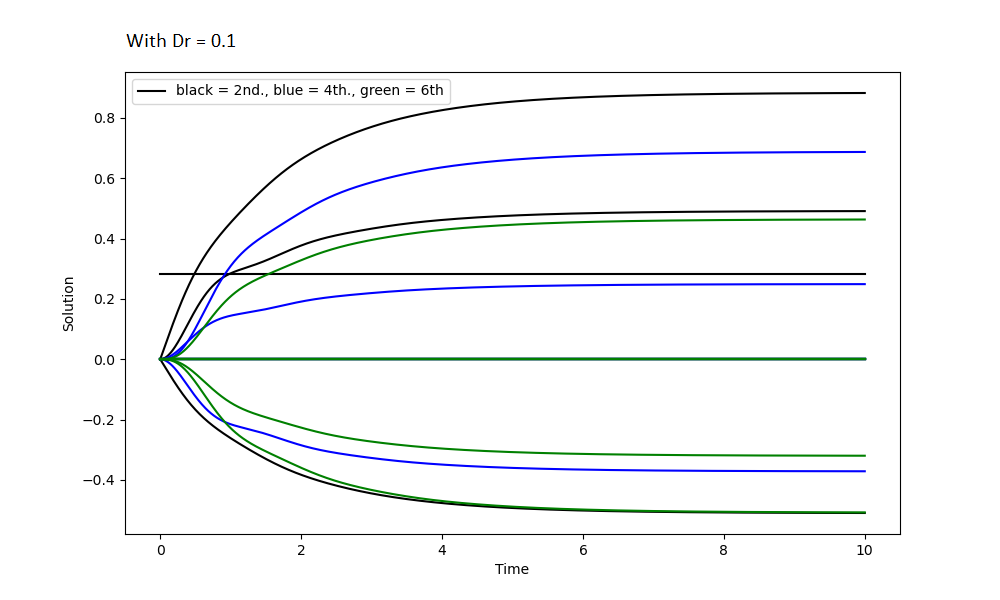 With Dr = 0.1
black = 2nd., blue = 4th., green = 6th
0.8
0.6
0.4
0.2
0.0
−0.2
−0.4
Solution
0 2 4 6 8 10
Time